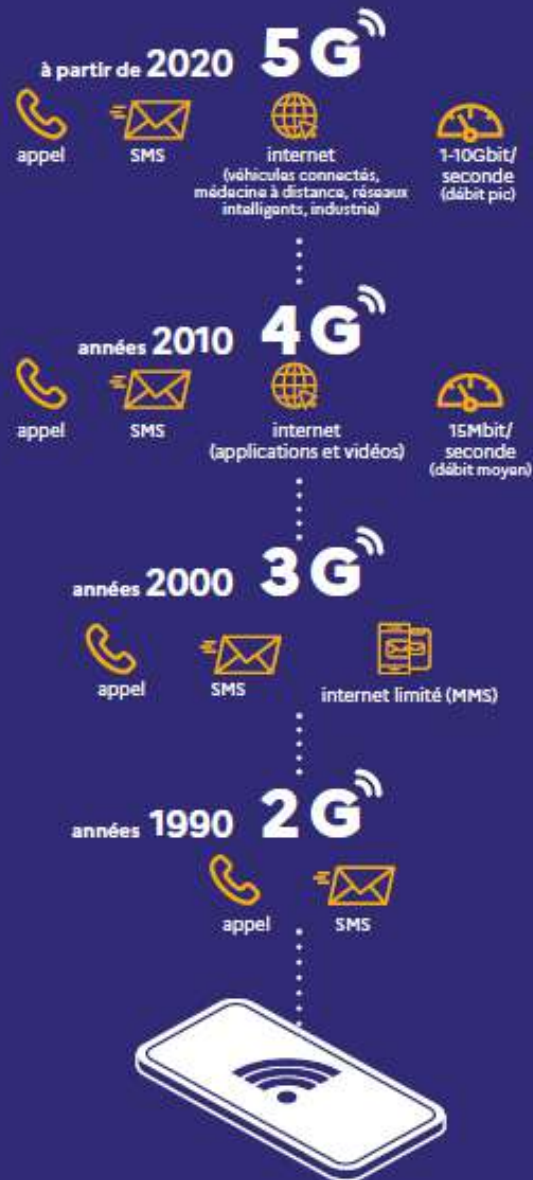 à partir de 2020 5G
appel
SMS
internet
(véhicules connectés,
médecine à distance, réseaux
intelligents, industrie)
1-10Gbit/
seconde
(débit pic)
années 2010 4G
appel
SMS
internet
(applications et vidéos)
15Mbit/
seconde
(débit moyen)
années 2000 3G
appel
SMS
internet limité (MMS)
années 1990 2G
appel
SMS